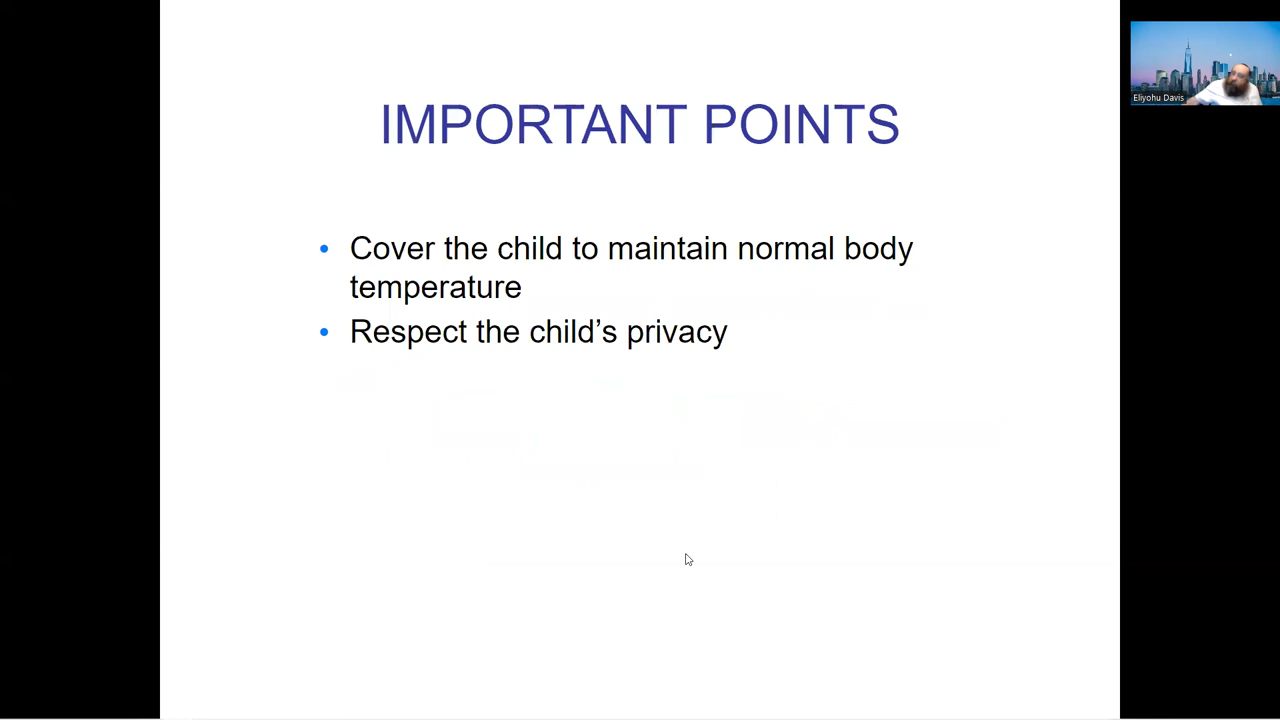 IMPORTANT POINTS
• Cover the child to maintain normal body
temperature
• Respect the child’s privacy
Eliyohu Davis